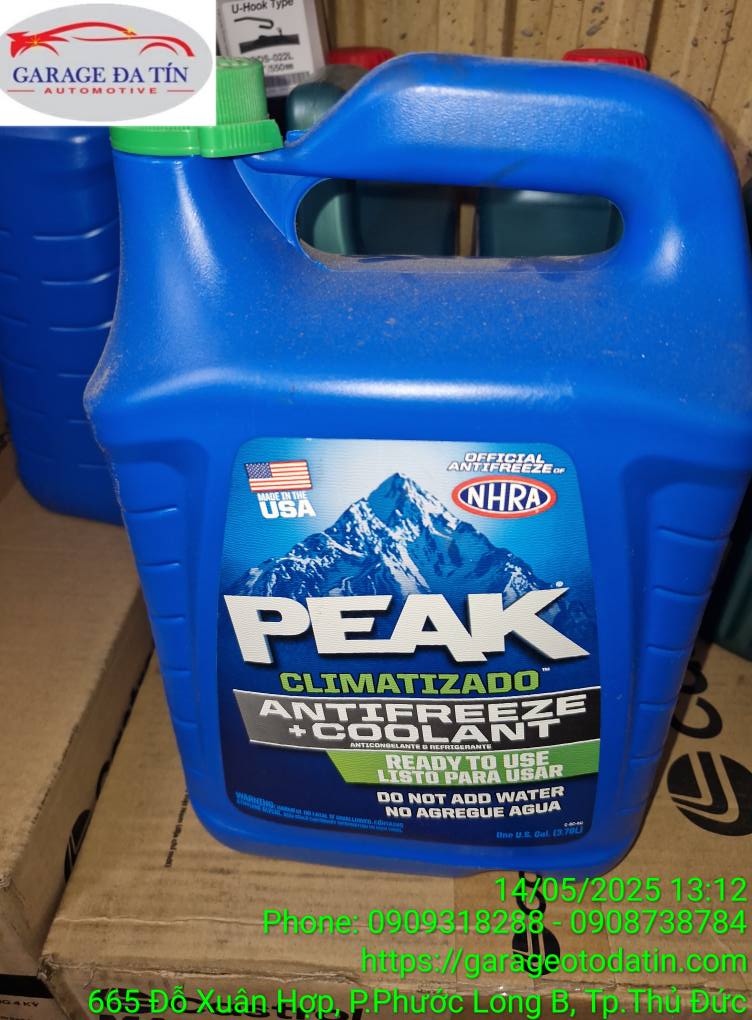 GARAGE ĐA TÍN
AUTOMOTIVE
U-Hook Type
OFFICIAL
ANTIFREEZE OF
NHRA
MADE IN THE
USA
PEAK
CLIMATIZADO™
ANTIFREEZE
+COOLANT
ANTICONGELANTE & REFRIGERANTE
READY TO USE
LISTO PARA USAR
DO NOT ADD WATER
NO AGREGUE AGUA
One U.S. Gal. (3.78L)
14/05/2025 13:12
Phone: 0909318288 - 0908738784
https://garageotodatin.com
665 Đỗ Xuân Hợp, P.Phước Long B, Tp.Thủ Đức